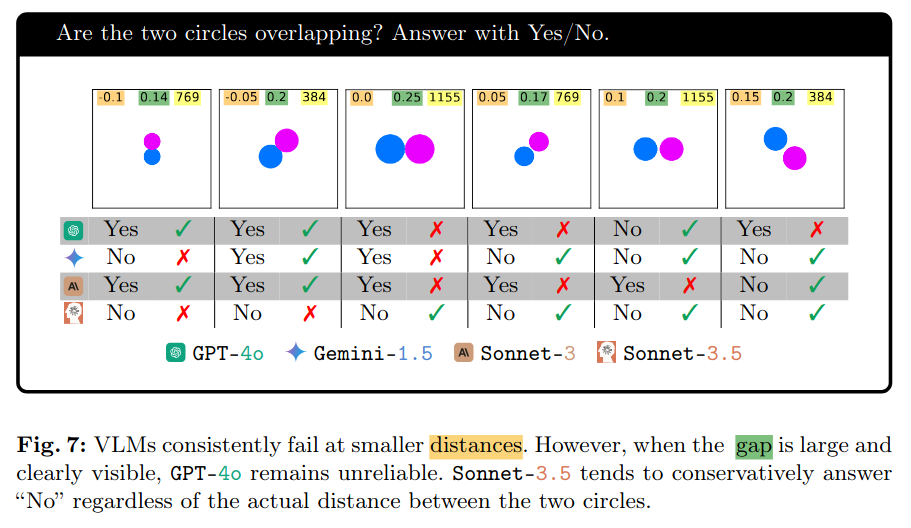 Are the two circles overlapping? Answer with Yes/No.
-0.1 0.14 769 -0.05 0.2 384 0.0 0.25 1155 0.05 0.17 769 0.1 0.2 1155 0.15 0.2 384
Yes ✓ Yes ✓ Yes ✗ Yes ✗ No ✓ Yes ✗
No ✗ Yes ✓ Yes ✗ No ✓ No ✓ No ✓
Yes ✓ Yes ✓ Yes ✗ Yes ✗ Yes ✗ No ✓
No ✗ No ✗ No ✓ No ✓ No ✓ No ✓
GPT-4o Gemini-1.5 Sonnet-3 Sonnet-3.5
Fig. 7: VLMs consistently fail at smaller distances. However, when the gap is large and
clearly visible, GPT-4o remains unreliable. Sonnet-3.5 tends to conservatively answer
“No” regardless of the actual distance between the two circles.